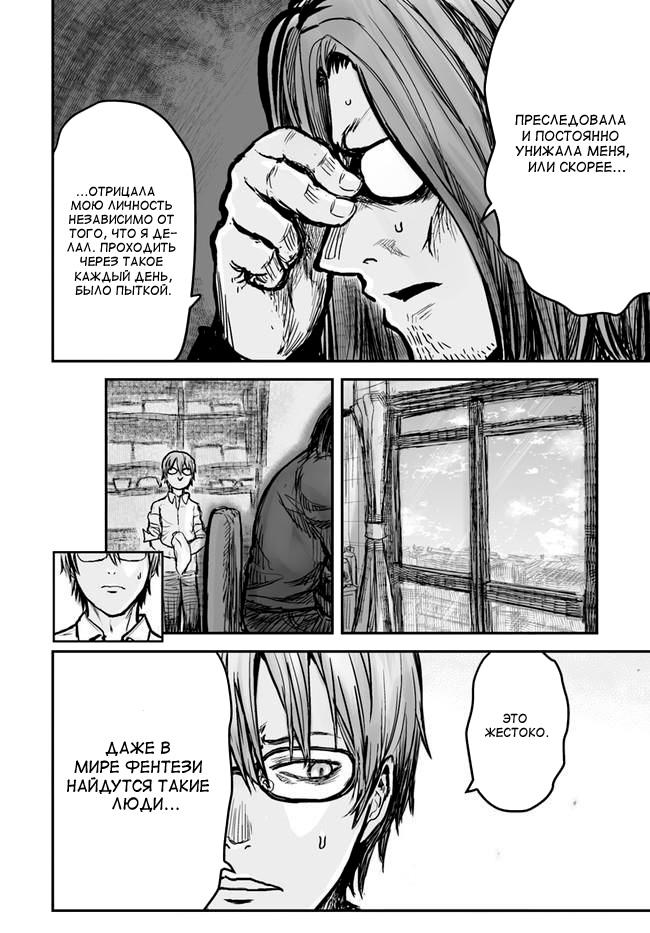 ПРЕСЛЕДОВАЛА
И ПОСТОЯННО
УНИЖАЛА МЕНЯ,
ИЛИ СКОРЕЕ...
...ОТРИЦАЛА
МОЮ ЛИЧНОСТЬ
НЕЗАВИСИМО ОТ
ТОГО, ЧТО Я ДЕ-
ЛАЛ. ПРОХОДИТЬ
ЧЕРЕЗ ТАКОЕ
КАЖДЫЙ ДЕНЬ,
БЫЛО ПЫТКОЙ.
ЭТО
ЖЕСТОКО.
ДАЖЕ В
МИРЕ ФЕНТЕЗИ
НАЙДУТСЯ ТАКИЕ
ЛЮДИ...